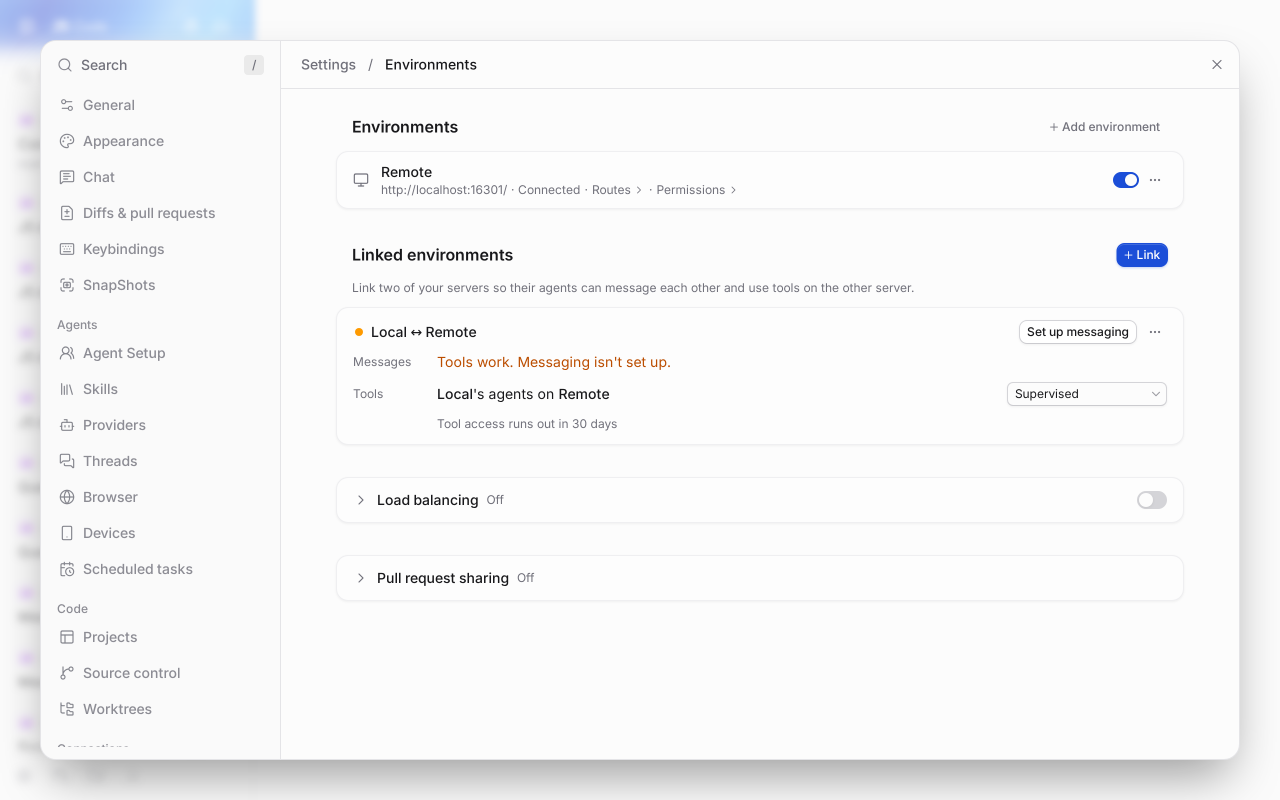 Search
/
General
Appearance
Chat
Diffs & pull requests
Keybindings
SnapShots
Agents
Agent Setup
Skills
Providers
Threads
Browser
Devices
Scheduled tasks
Code
Projects
Source control
Worktrees
Settings / Environments
Environments
+ Add environment
Remote
http://localhost:16301/ · Connected · Routes > · Permissions >
Linked environments
+ Link
Link two of your servers so their agents can message each other and use tools on the other server.
Local ↔ Remote
Set up messaging
Messages Tools work. Messaging isn't set up.
Tools Local's agents on Remote
Supervised
Tool access runs out in 30 days
Load balancing Off
Pull request sharing Off